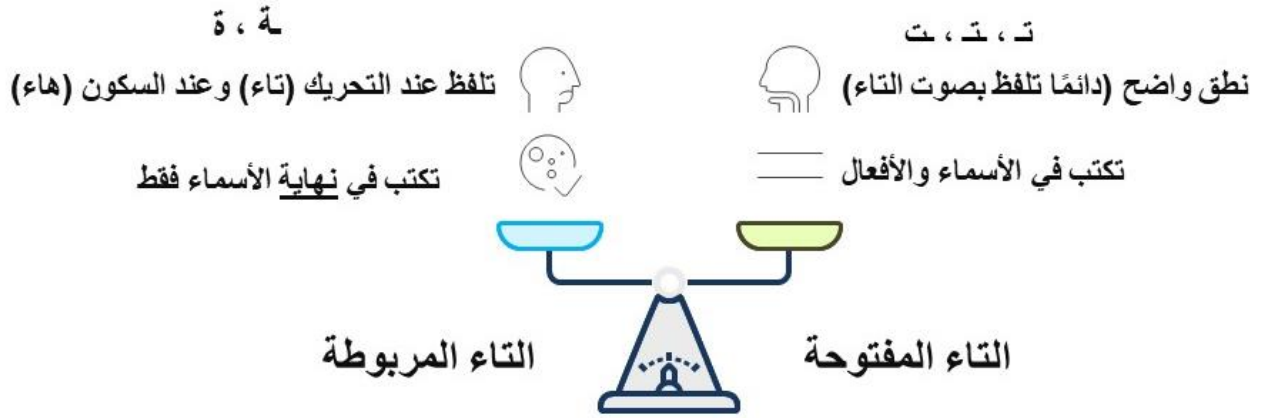 تـ ، ـتـ ، ـت
نطق واضح (دائمًا تلفظ بصوت التاء)
تكتب في الأسماء والأفعال
التاء المفتوحة
ـة ، ة
تلفظ عند التحريك (تاء) وعند السكون (هاء)
تكتب في نهاية الأسماء فقط
التاء المربوطة